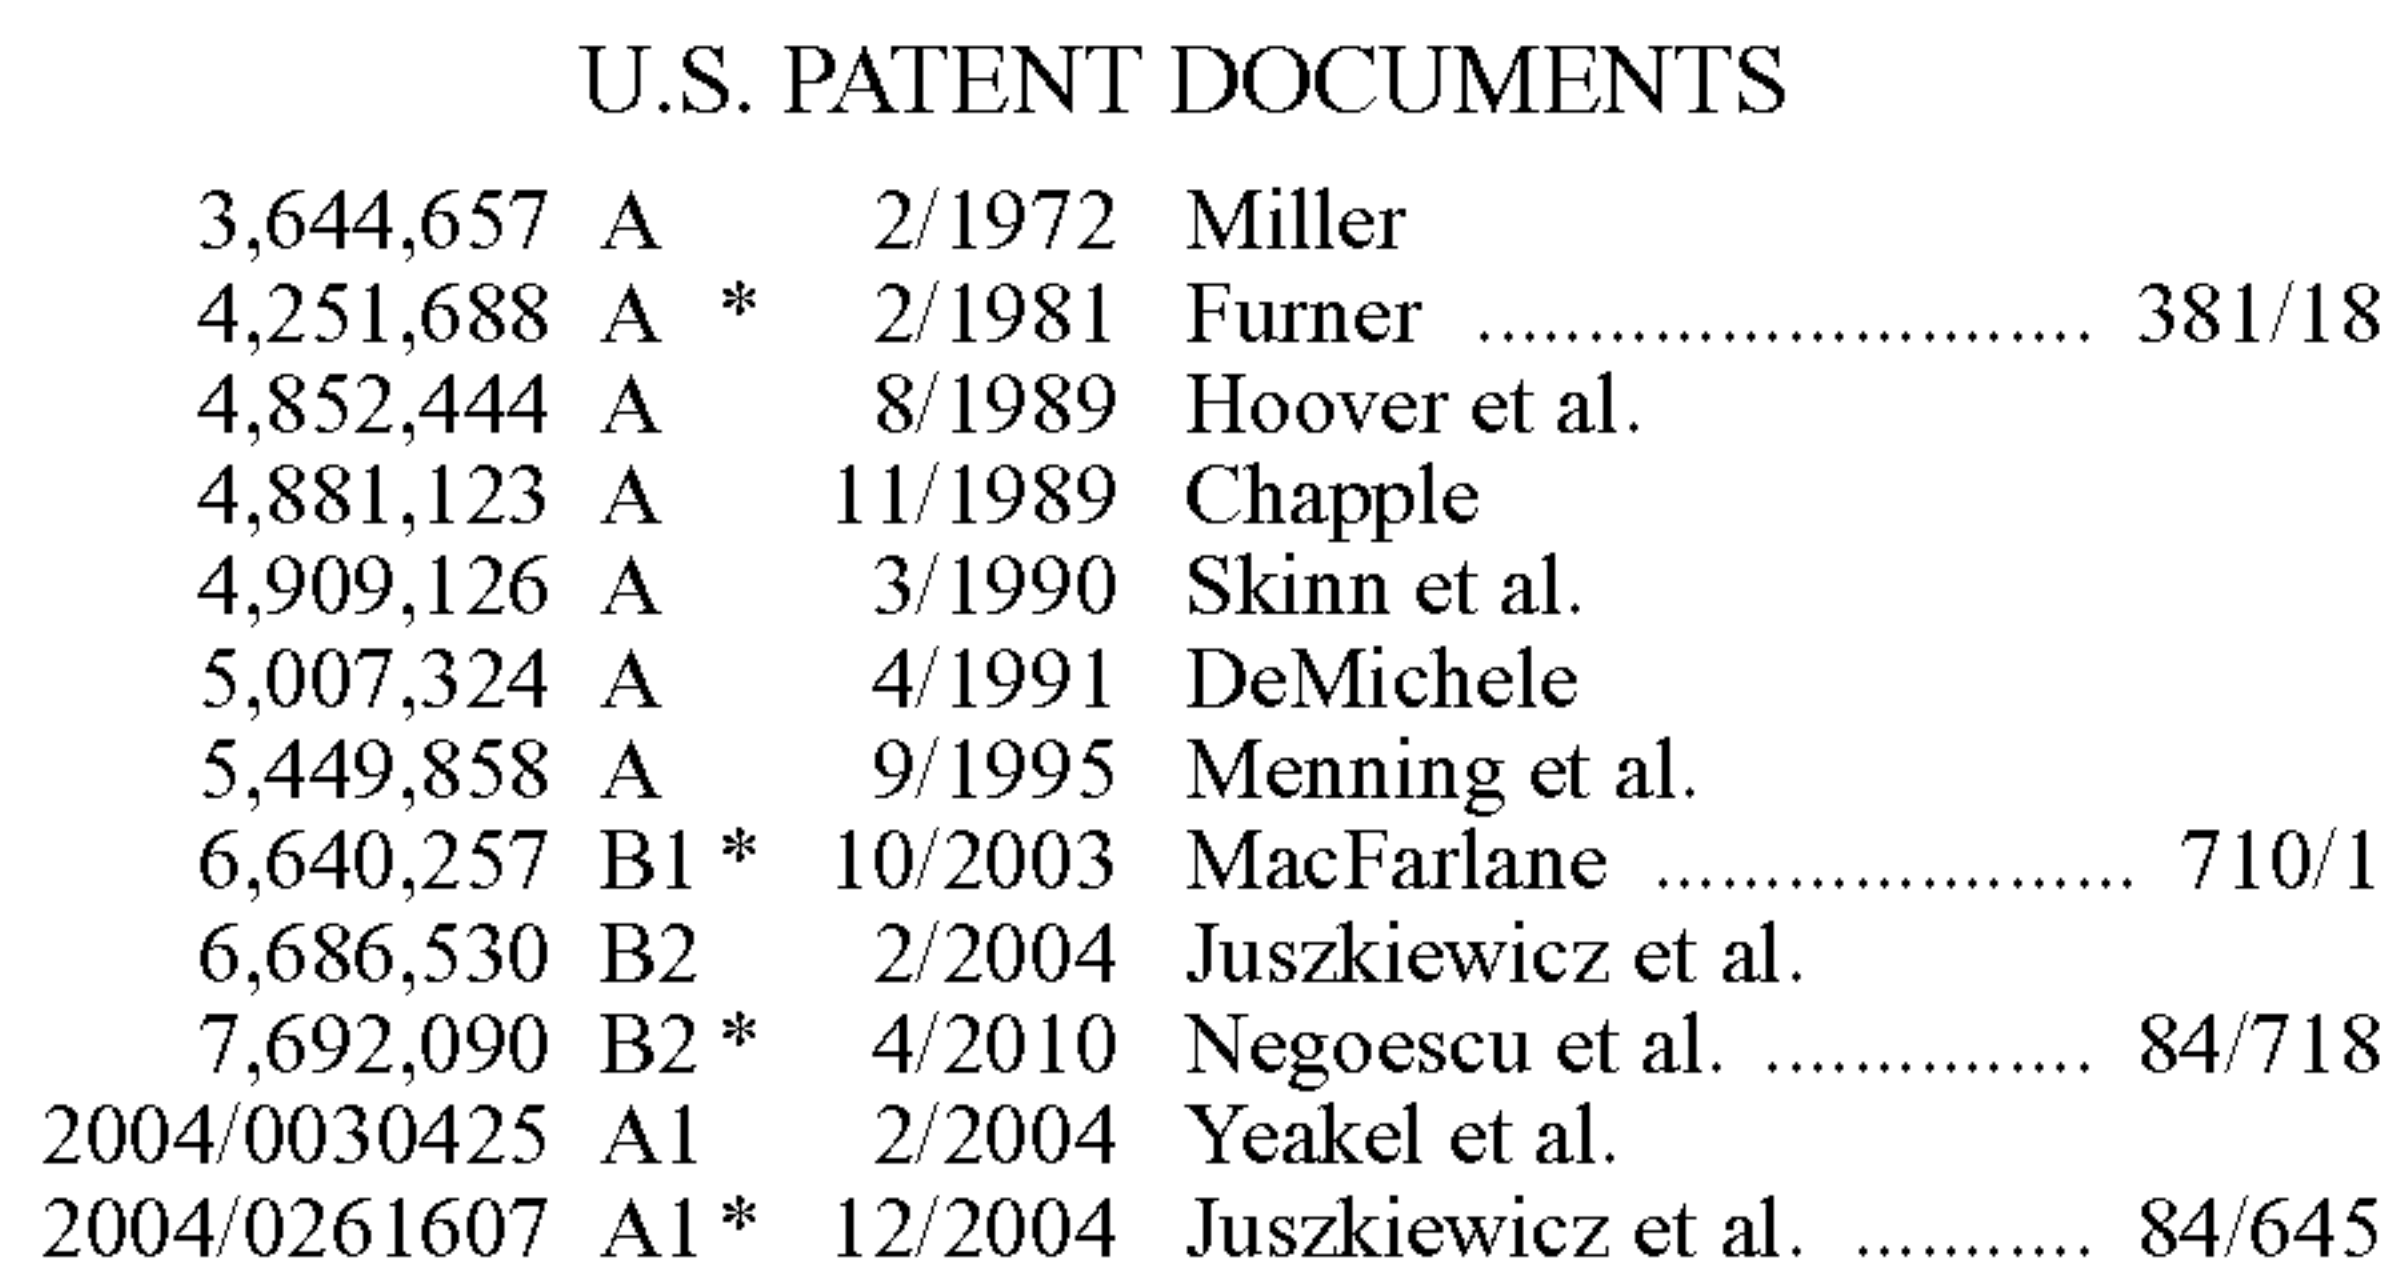 U.S. PATENT DOCUMENTS
3,644,657 A 2/1972 Miller
4,251,688 A * 2/1981 Furner ............................ 381/18
4,852,444 A 8/1989 Hoover et al.
4,881,123 A 11/1989 Chapple
4,909,126 A 3/1990 Skinn et al.
5,007,324 A 4/1991 DeMichele
5,449,858 A 9/1995 Menning et al.
6,640,257 B1 * 10/2003 MacFarlane ...................... 710/1
6,686,530 B2 2/2004 Juszkiewicz et al.
7,692,090 B2 * 4/2010 Negoescu et al. ............... 84/718
2004/0030425 A1 2/2004 Yeakel et al.
2004/0261607 A1 * 12/2004 Juszkiewicz et al. ........... 84/645